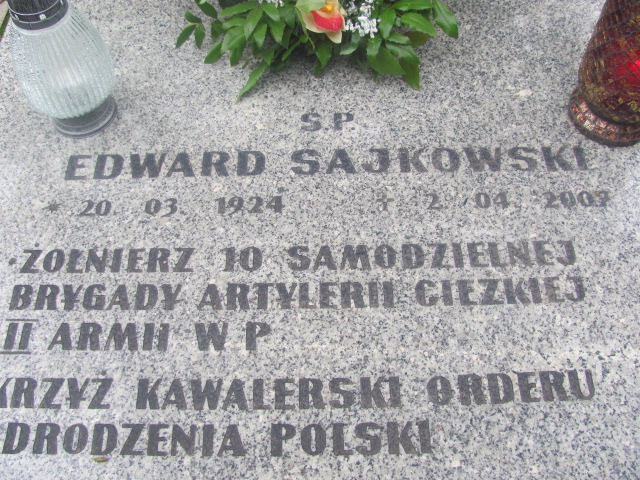 Ś.P.
EDWARD SAJKOWSKI
* 20. 03. 1924 + 2. 04. 2007
ŻOŁNIERZ 10 SAMODZIELNEJ
BRYGADY ARTYLERII CIĘŻKIEJ
II ARMII W P
KRZYŻ KAWALERSKI ORDERU
ODRODZENIA POLSKI